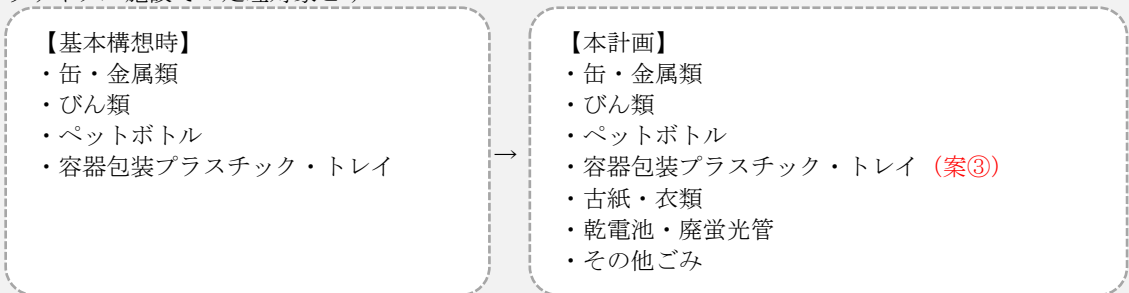 【基本構想時】
・缶・金属類
・びん類
・ペットボトル
・容器包装プラスチック・トレイ
→
【本計画】
・缶・金属類
・びん類
・ペットボトル
・容器包装プラスチック・トレイ（案③）
・古紙・衣類
・乾電池・廃蛍光管
・その他ごみ